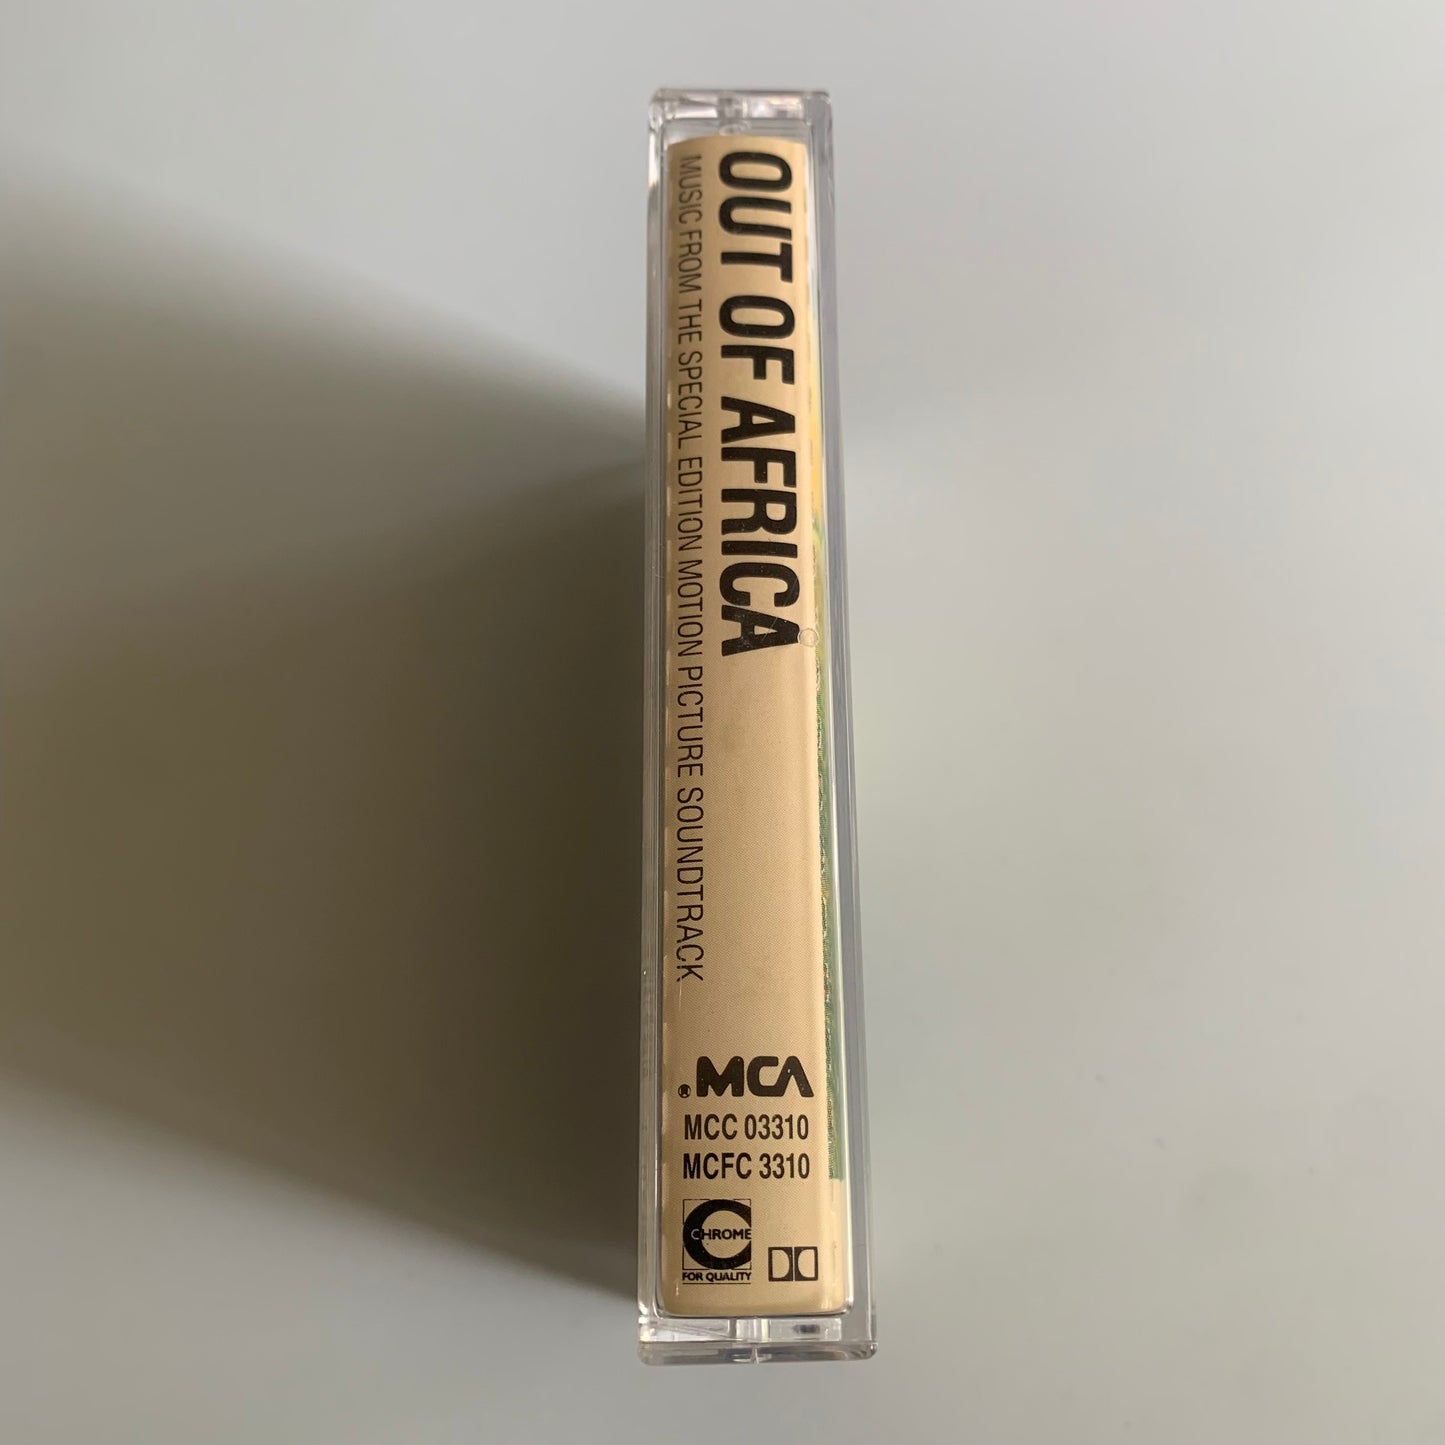 OUT OF AFRICA
MUSIC FROM THE SPECIAL EDITION MOTION PICTURE SOUNDTRACK
MCA ®
MCC 03310
MCFC 3310
CHROME
FOR QUALITY